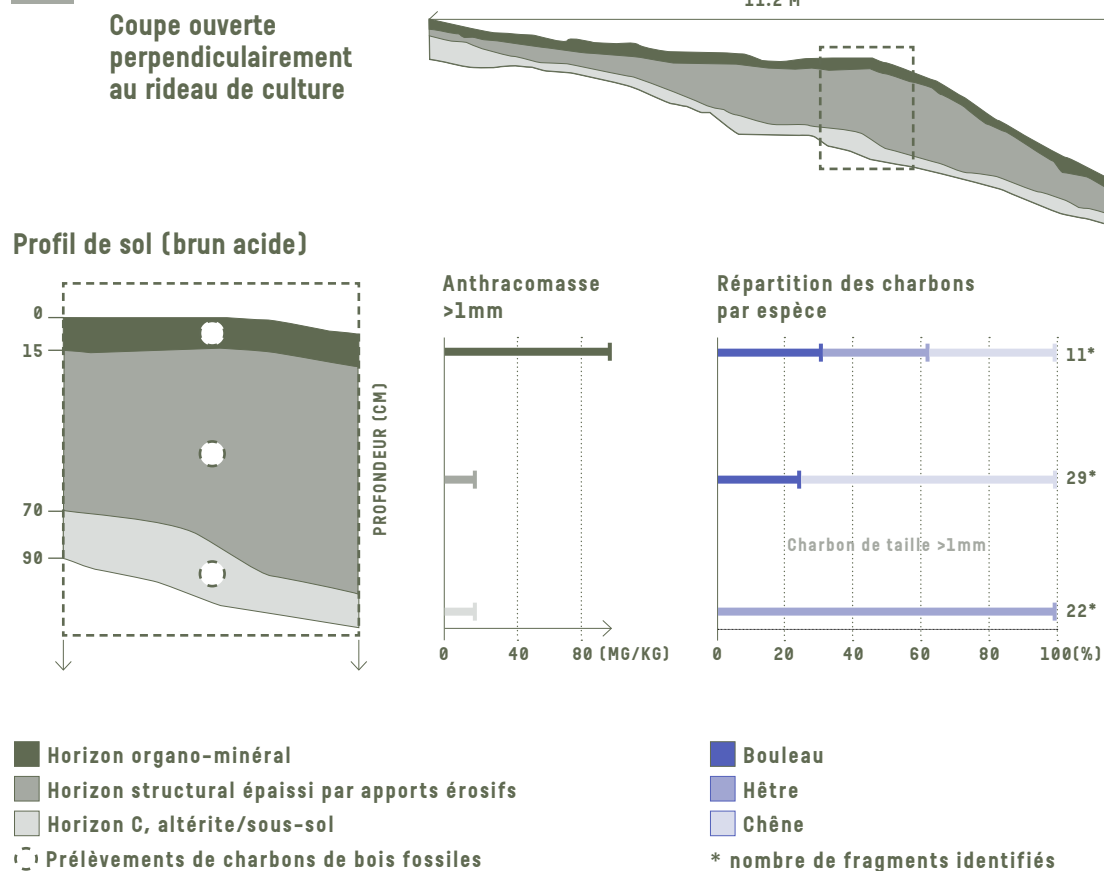 11.2 M
Coupe ouverte
perpendiculairement
au rideau de culture
Profil de sol (brun acide)
0
15
70
90
PROFONDEUR (CM)
Anthracomasse
>1mm
0 40 80 (MG/KG)
Répartition des charbons
par espèce
11*
29*
Charbon de taille >1mm
22*
0 20 40 60 80 100(%)
Horizon organo-minéral
Horizon structural épaissi par apports érosifs
Horizon C, altérite/sous-sol
Prélèvements de charbons de bois fossiles
Bouleau
Hêtre
Chêne
* nombre de fragments identifiés